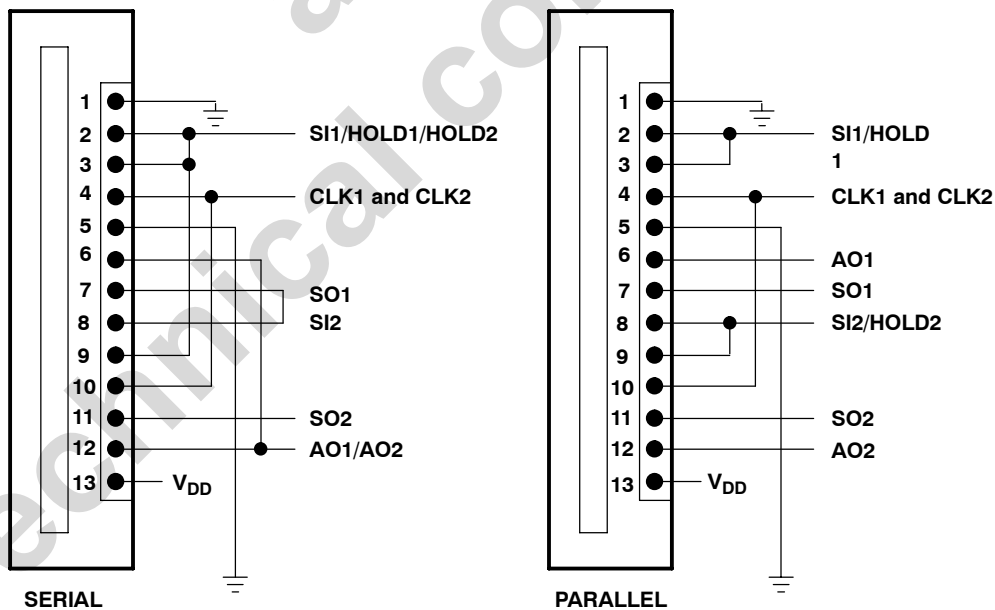 1
2 SI1/HOLD1/HOLD2
3
4 CLK1 and CLK2
5
6
7 SO1
8 SI2
9
10
11 SO2
12 AO1/AO2
13 VDD
SERIAL
1
2 SI1/HOLD
3 1
4 CLK1 and CLK2
5
6 AO1
7 SO1
8 SI2/HOLD2
9
10
11 SO2
12 AO2
13 VDD
PARALLEL
echnical co